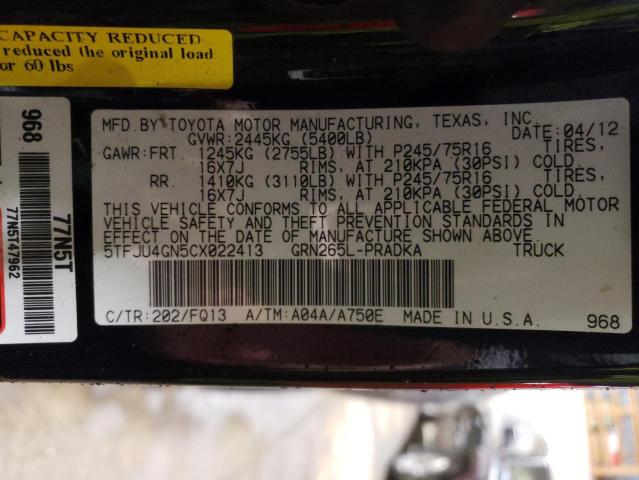 CAPACITY REDUCED
reduced the original load
or 60 lbs
968
77N5T
77N5T47962
MFD.BY TOYOTA MOTOR MANUFACTURING, TEXAS, INC.
GVWR:2445KG (5400LB) DATE:04/12
GAWR:FRT. 1245KG (2755LB) WITH P245/75R16 TIRES,
16X7J RIMS, AT 210KPA (30PSI) COLD
RR. 1410KG (3110LB) WITH P245/75R16 TIRES,
16X7J RIMS, AT 210KPA (30PSI) COLD
THIS VEHICLE CONFORMS TO ALL APPLICABLE FEDERAL MOTOR
VEHICLE SAFETY AND THEFT PREVENTION STANDARDS IN
EFFECT ON THE DATE OF MANUFACTURE SHOWN ABOVE.
5TFJU4GN5CX022413 GRN265L-PRADKA TRUCK
C/TR:202/FQ13 A/TM:A04A/A750E MADE IN U.S.A. 968